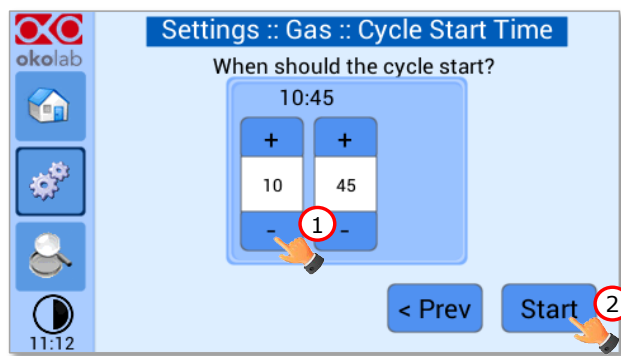 Settings :: Gas :: Cycle Start Time
okolab
When should the cycle start?
10:45
+ +
10 45
- -
1
< Prev Start 2
11:12